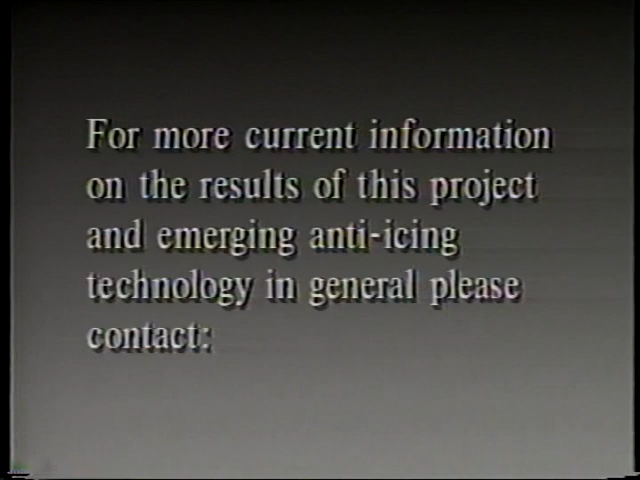 For more current information
on the results of this project
and emerging anti-icing
technology in general please
contact: